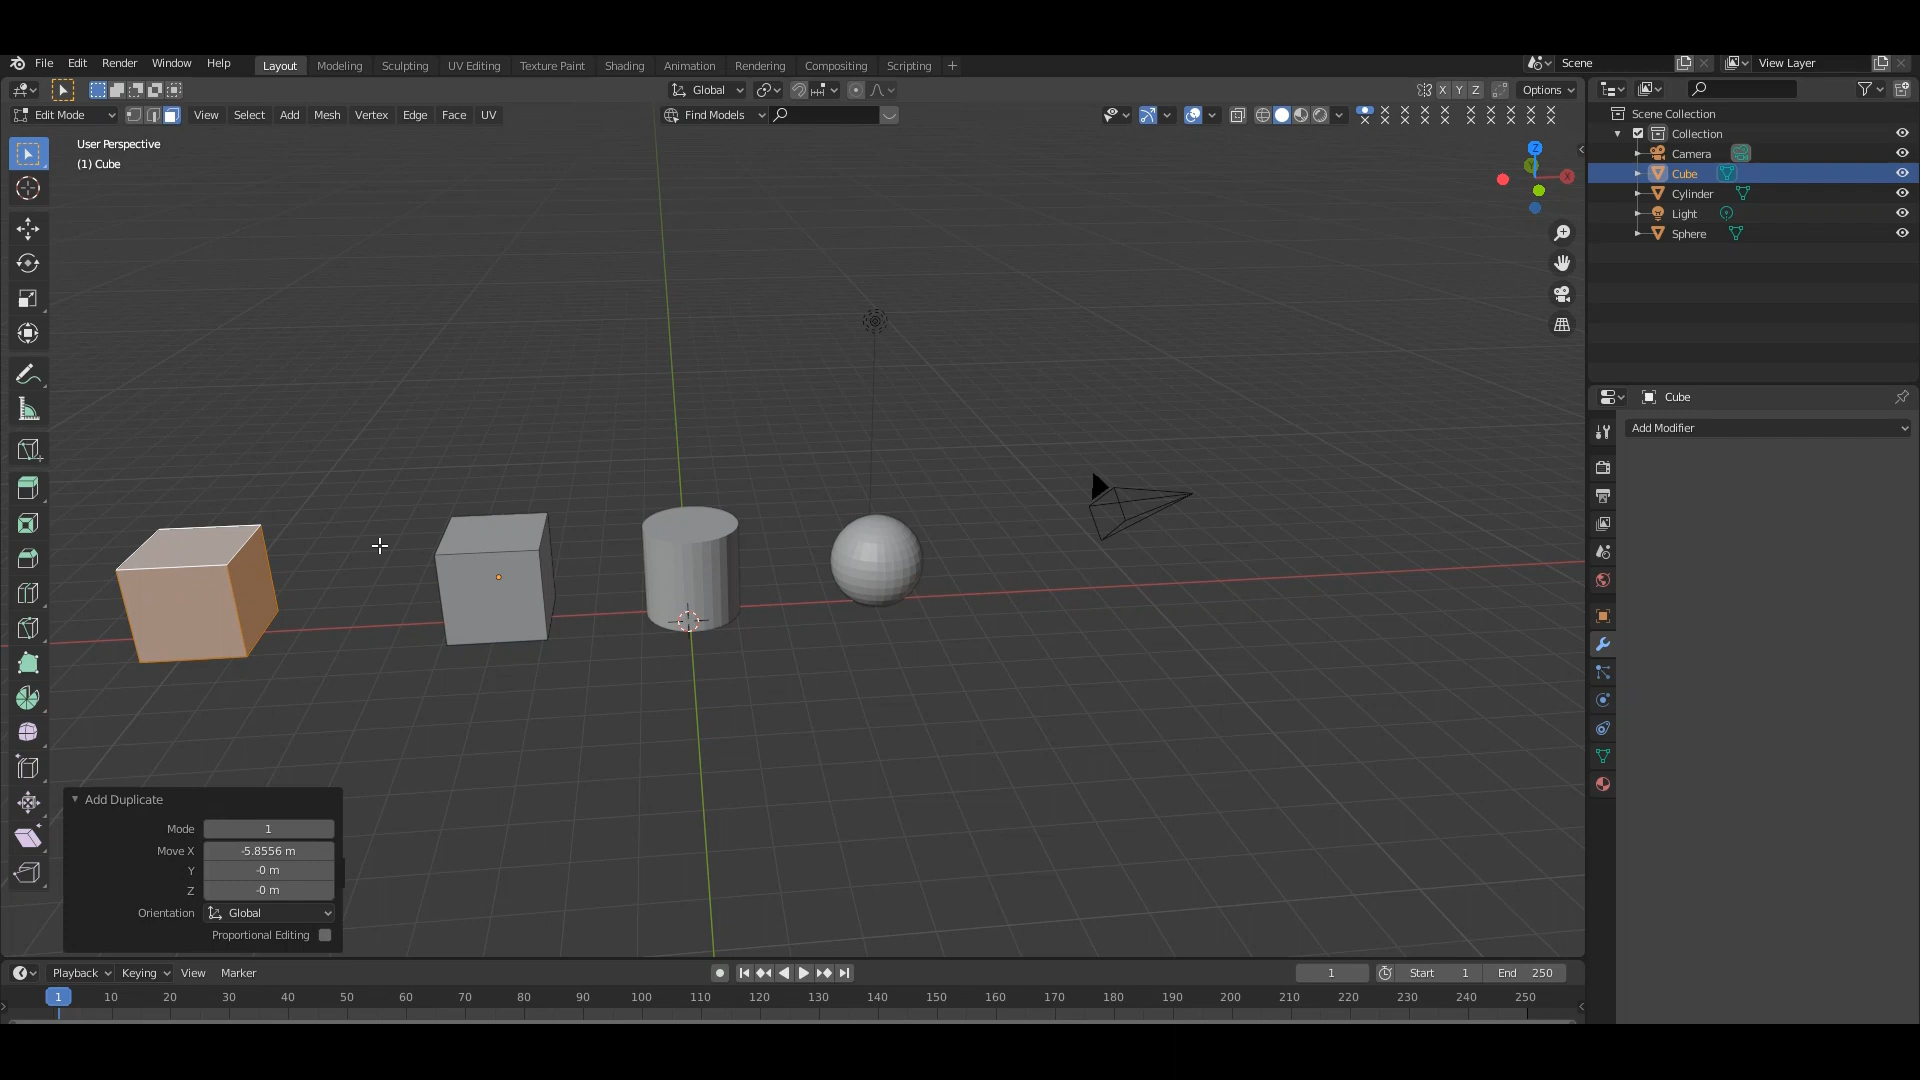 File Edit Render Window Help Layout Modeling Sculpting UV Editing Texture Paint Shading Animation Rendering Compositing Scripting + Scene View Layer
Global X Y Z Options
Edit Mode View Select Add Mesh Vertex Edge Face UV Find Models
User Perspective
(1) Cube
Z
Y
X
Scene Collection
Collection
Camera
Cube
Cylinder
Light
Sphere
Cube
Add Modifier
Add Duplicate
Mode 1
Move X -5.8556 m
Y -0 m
Z -0 m
Orientation Global
Proportional Editing
Playback Keying View Marker 1 Start 1 End 250
1 10 20 30 40 50 60 70 80 90 100 110 120 130 140 150 160 170 180 190 200 210 220 230 240 250